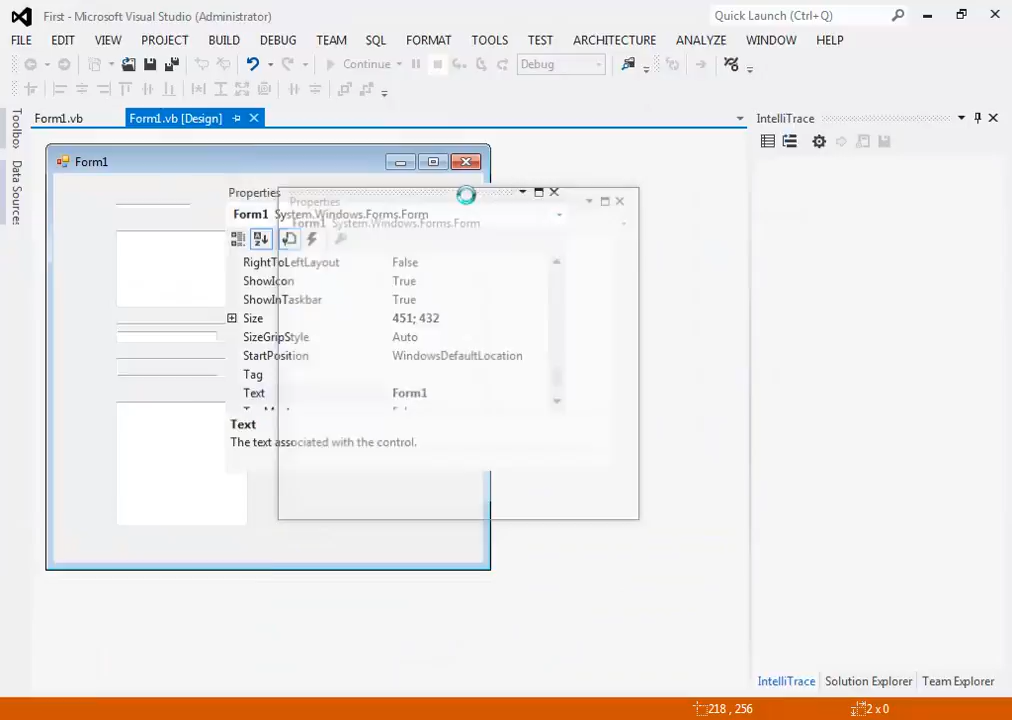 First - Microsoft Visual Studio (Administrator)
Quick Launch (Ctrl+Q)
FILE EDIT VIEW PROJECT BUILD DEBUG TEAM SQL FORMAT TOOLS TEST ARCHITECTURE ANALYZE WINDOW HELP
Continue
Debug
Toolbox
Data Sources
Form1.vb
Form1.vb [Design]
IntelliTrace
Form1
Properties
Properties
Form1 System.Windows.Forms.Form
Form1 System.Windows.Forms.Form
RightToLeftLayout False
ShowIcon True
ShowInTaskbar True
Size 451; 432
SizeGripStyle Auto
StartPosition WindowsDefaultLocation
Tag
Text Form1
Text
The text associated with the control.
IntelliTrace Solution Explorer Team Explorer
218 , 256
2 x 0